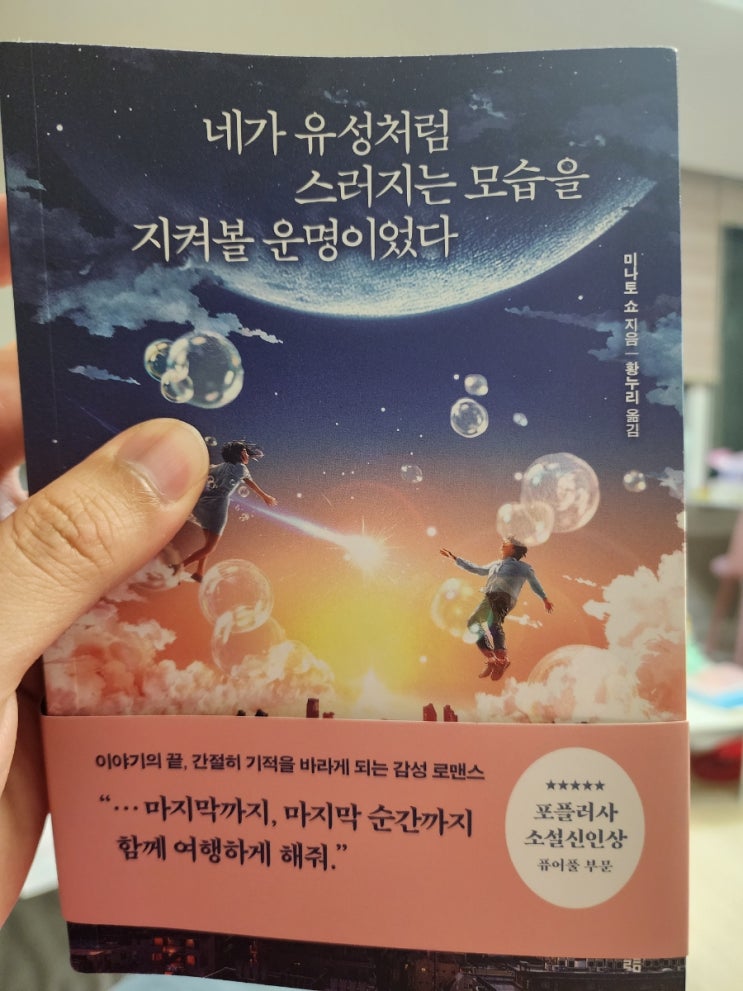 네가 유성처럼
스러지는 모습을
지켜볼 운명이었다
미나토 쇼 지음 | 황누리 옮김
이야기의 끝, 간절히 기적을 바라게 되는 감성 로맨스
“…마지막까지, 마지막 순간까지
함께 여행하게 해줘.”
★★★★★
포플러사
소설신인상
퓨어풀 부문